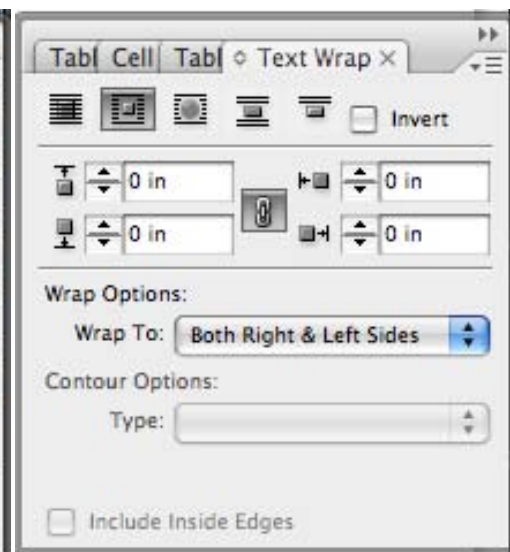 Tabl Cell Tabl Text Wrap ×
Invert
0 in 0 in
0 in 0 in
Wrap Options:
Wrap To: Both Right & Left Sides
Contour Options:
Type:
Include Inside Edges